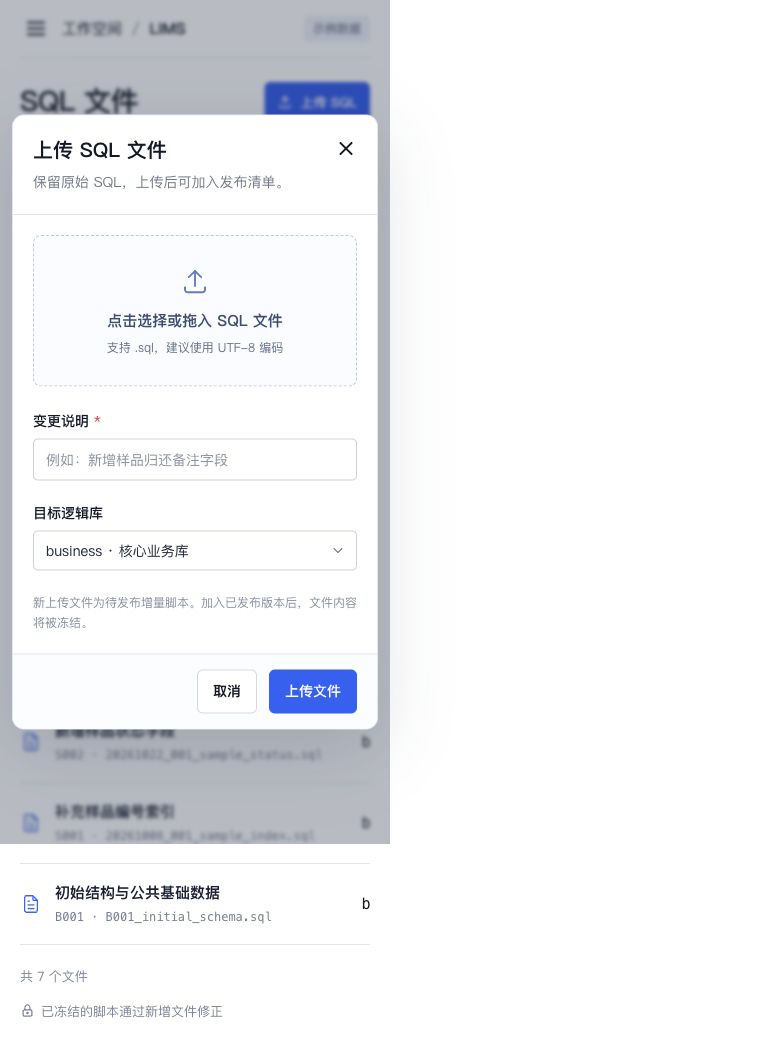 工作空间 / LIMS
示例数据
SQL 文件
上传 SQL
上传 SQL 文件
保留原始 SQL，上传后可加入发布清单。
点击选择或拖入 SQL 文件
支持 .sql，建议使用 UTF-8 编码
变更说明 *
例如：新增样品归还备注字段
目标逻辑库
business · 核心业务库
新上传文件为待发布增量脚本。加入已发布版本后，文件内容
将被冻结。
取消
上传文件
新增样品状态字段
b
S002 · 20261022_001_sample_status.sql
补充样品编号索引
b
S001 · 20261008_001_sample_index.sql
初始结构与公共基础数据
b
B001 · B001_initial_schema.sql
共 7 个文件
已冻结的脚本通过新增文件修正